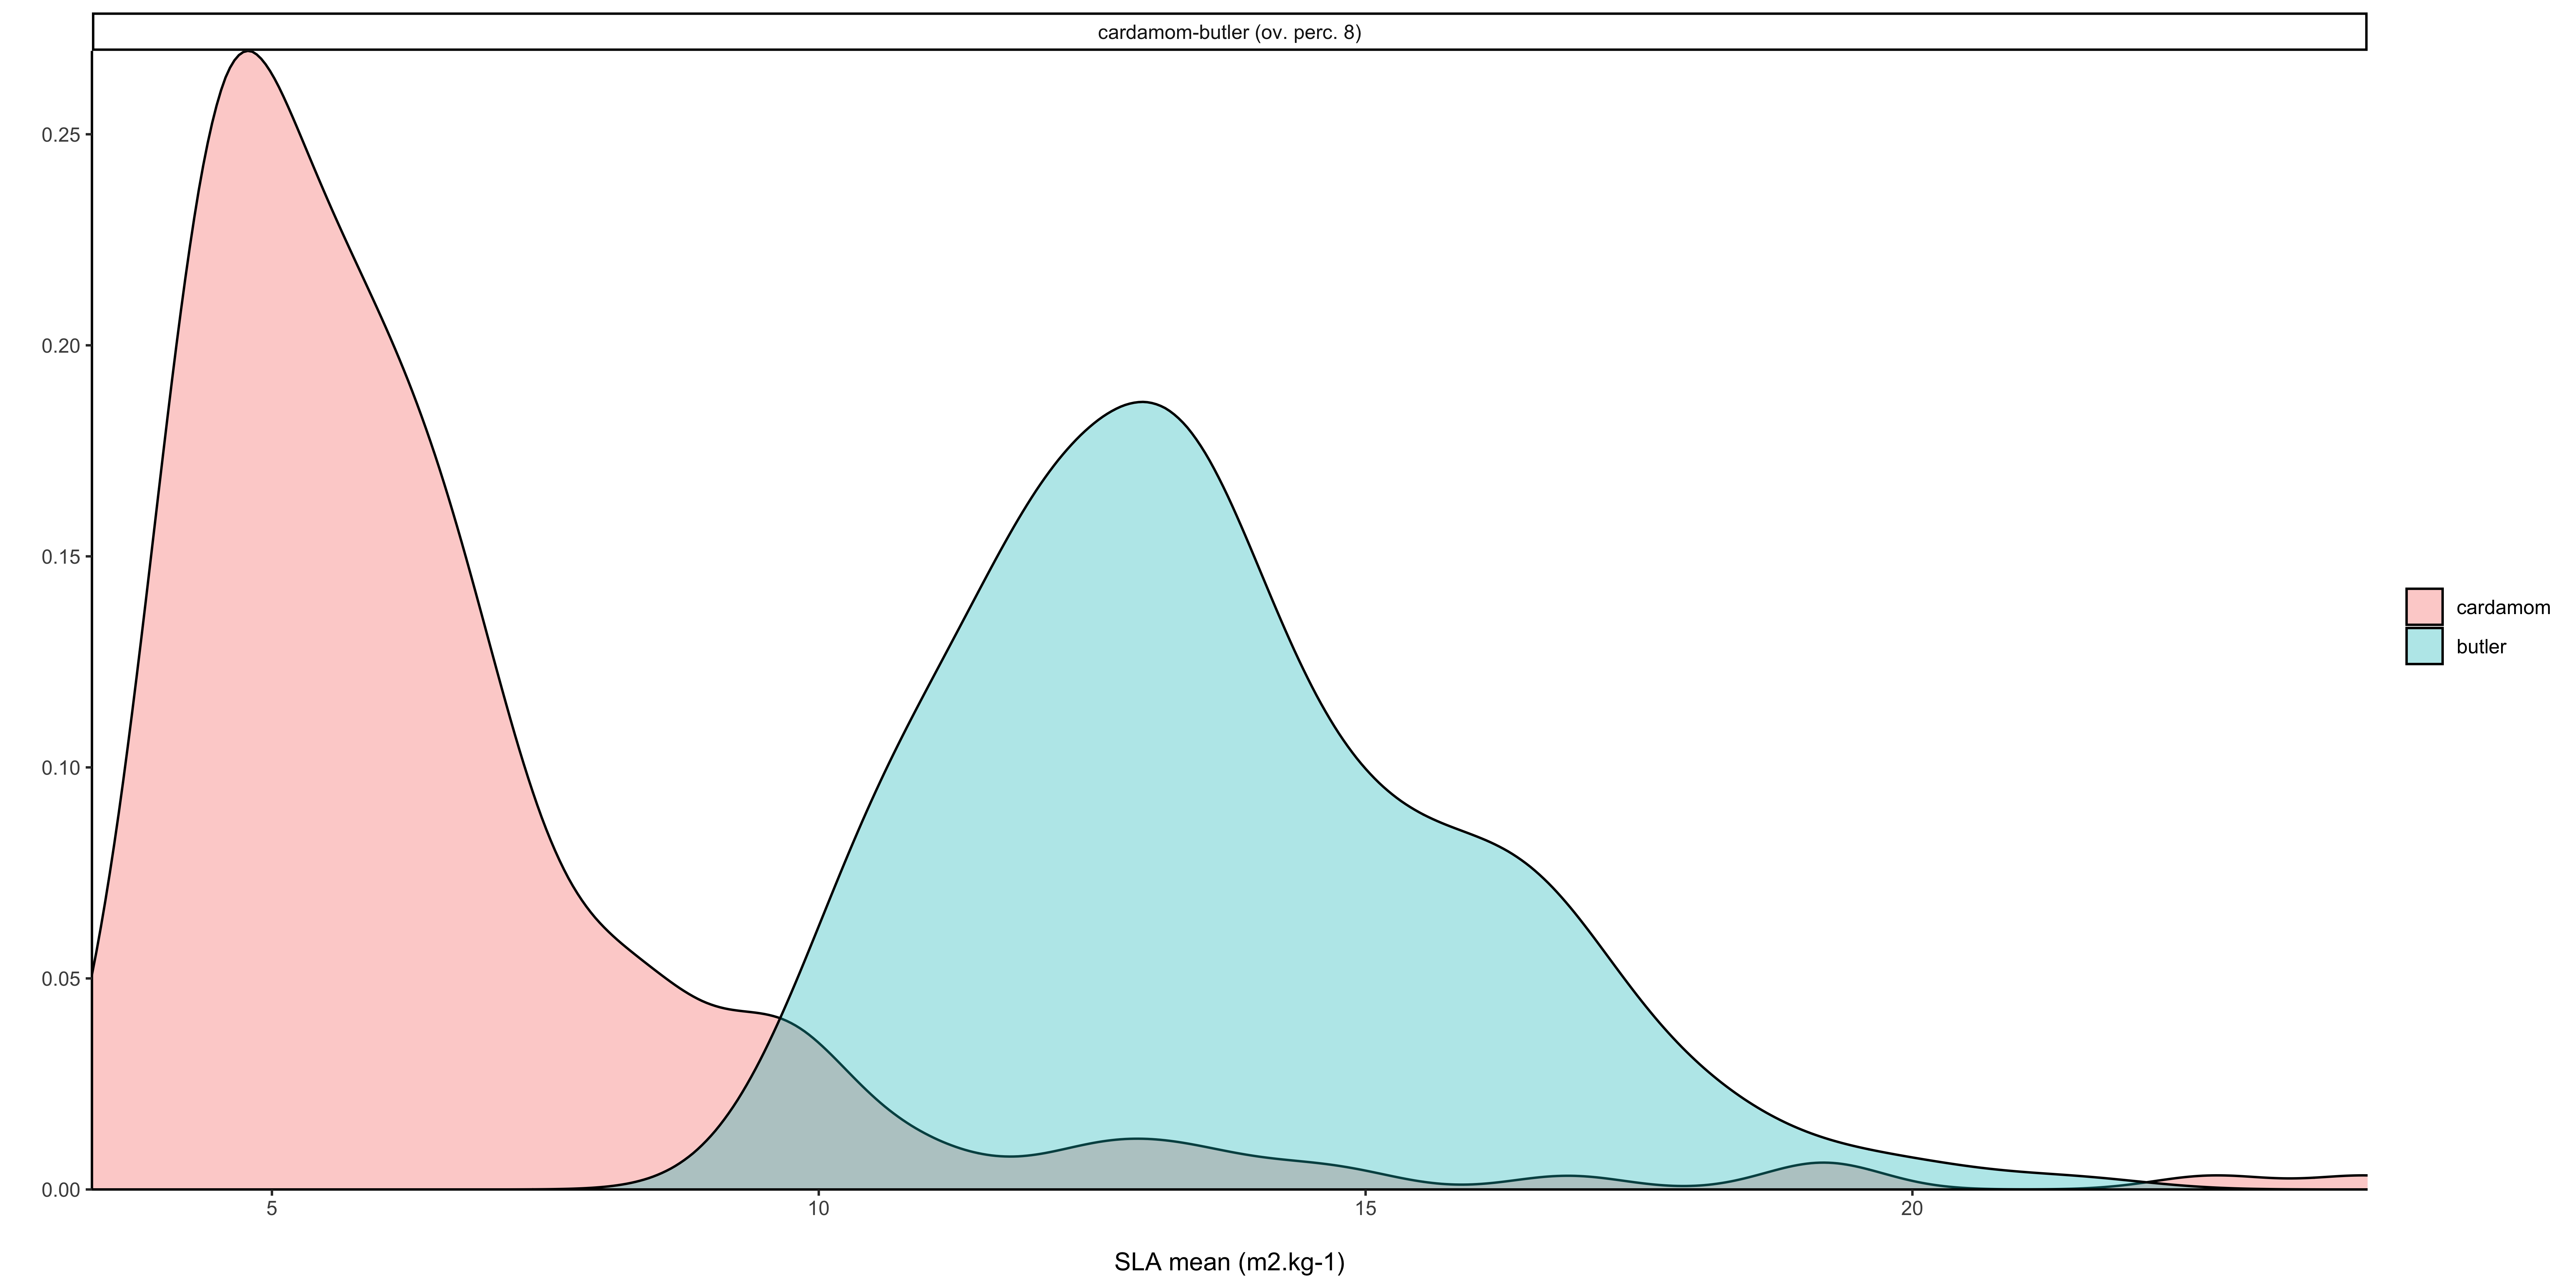 cardamom-butler (ov. perc. 8)
0.25
0.20
0.15
0.10
0.05
0.00
5 10 15 20
SLA mean (m2.kg-1)
cardamom
butler